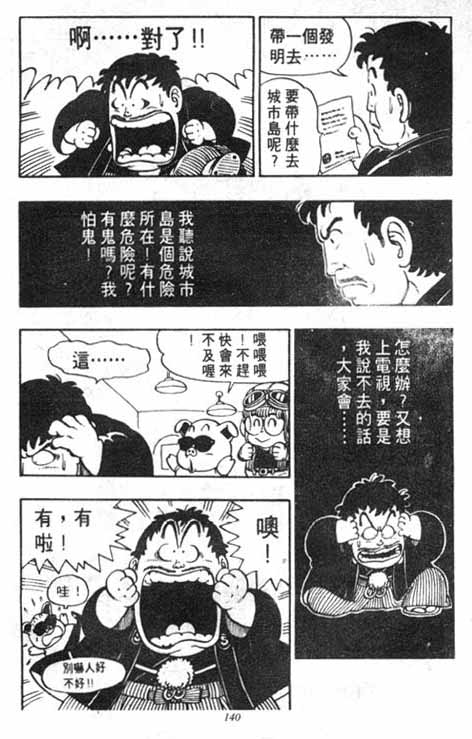 帶一個發
明去……
要帶什麼去
城市島呢？
啊……對了!!
我聽說城市
島是個危險
所在！有什
麼危險呢？
有鬼嗎？我
怕鬼！
怎麼辦？又想
上電視，要是
我說不去的話
，大家會……
喂喂喂
！不趕
快會來
不及喔
！
這……
噢！
有，有
啦！
哇！
別嚇人好
不好!!
140